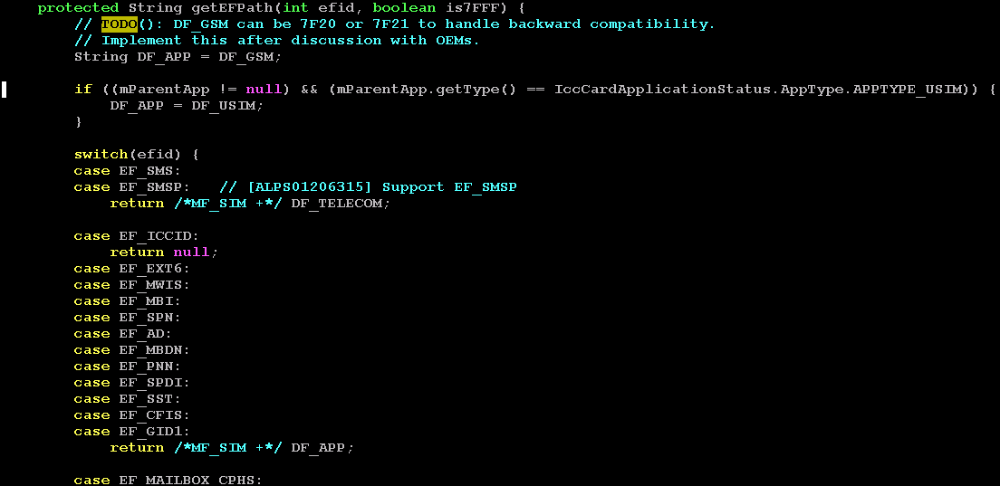 protected String getEFPath(int efid, boolean is7FFF) {
// TODO(): DF_GSM can be 7F20 or 7F21 to handle backward compatibility.
// Implement this after discussion with OEMs.
String DF_APP = DF_GSM;
if ((mParentApp != null) && (mParentApp.getType() == IccCardApplicationStatus.AppType.APPTYPE_USIM)) {
DF_APP = DF_USIM;
}
switch(efid) {
case EF_SMS:
case EF_SMSP:   // [ALPS01206315] Support EF_SMSP
return /*MF_SIM +*/ DF_TELECOM;
case EF_ICCID:
return null;
case EF_EXT6:
case EF_MWIS:
case EF_MBI:
case EF_SPN:
case EF_AD:
case EF_MBDN:
case EF_PNN:
case EF_SPDI:
case EF_SST:
case EF_CFIS:
case EF_GID1:
return /*MF_SIM +*/ DF_APP;
case EF_MAILBOX_CPHS: